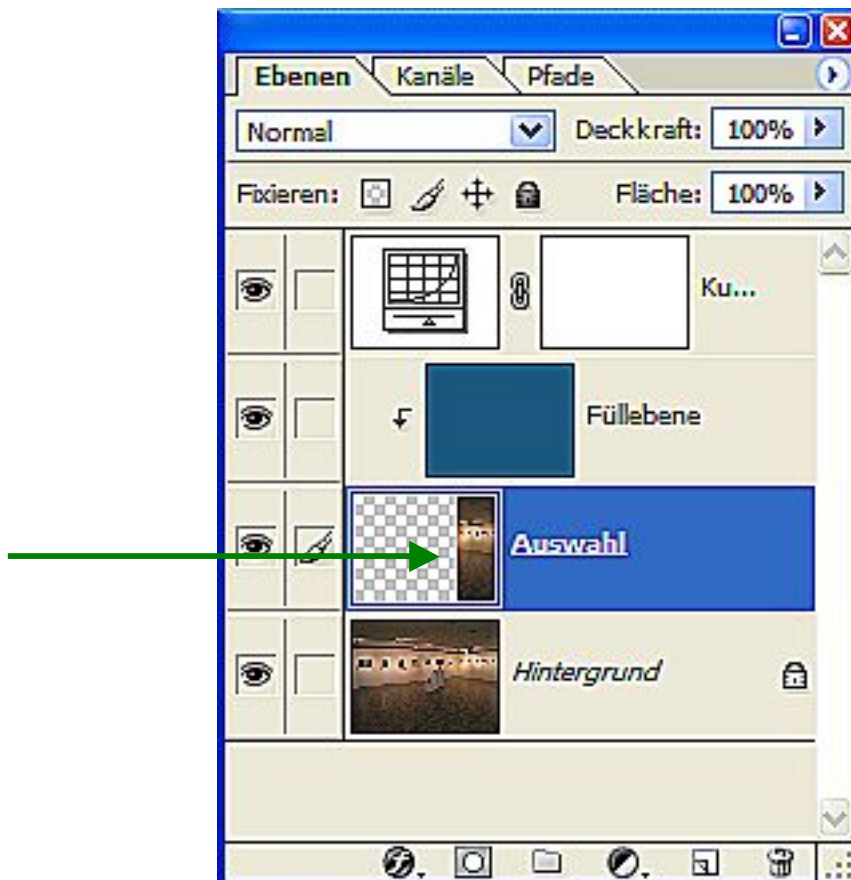 Ebenen Kanäle Pfade
Normal Deckkraft: 100%
Fixieren: Fläche: 100%
Ku...
Füllebene
Auswahl
Hintergrund